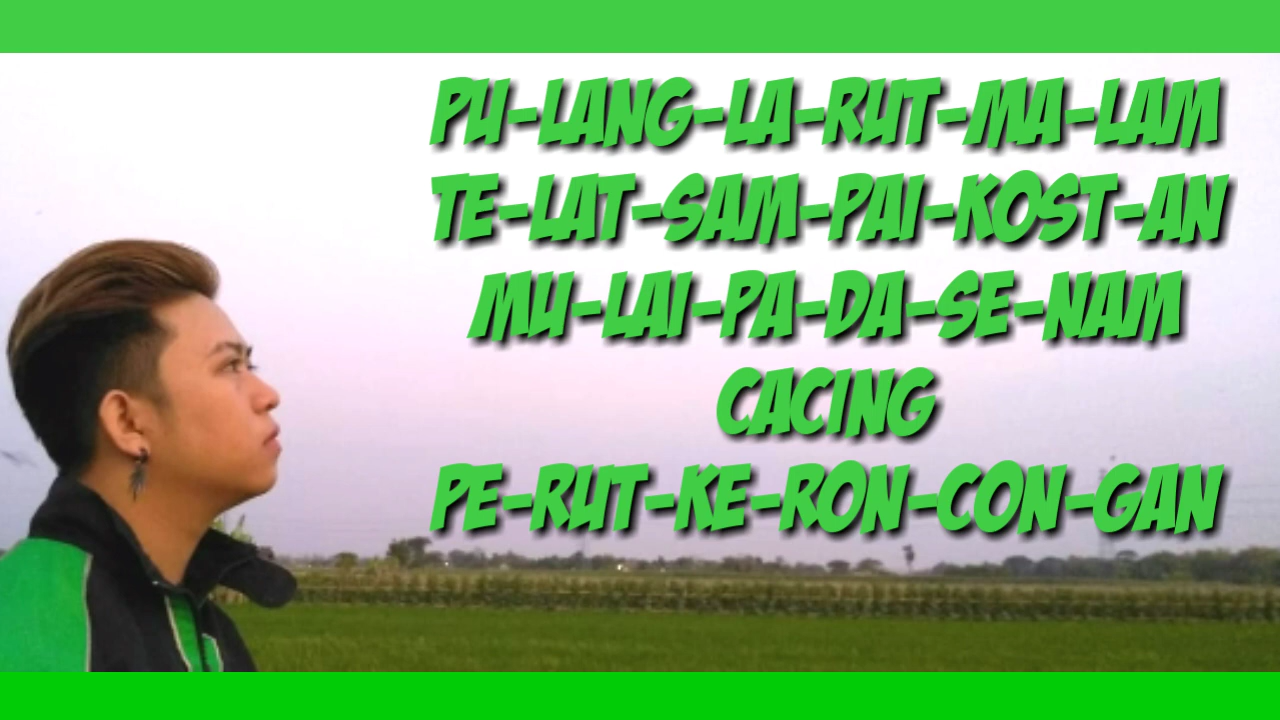 PU-LANG-LA-RUT-MA-LAM
TE-LAT-SAM-PAI-KOST-AN
MU-LAI-PA-DA-SE-NAM
CACING
PE-RUT-KE-RON-CON-GAN